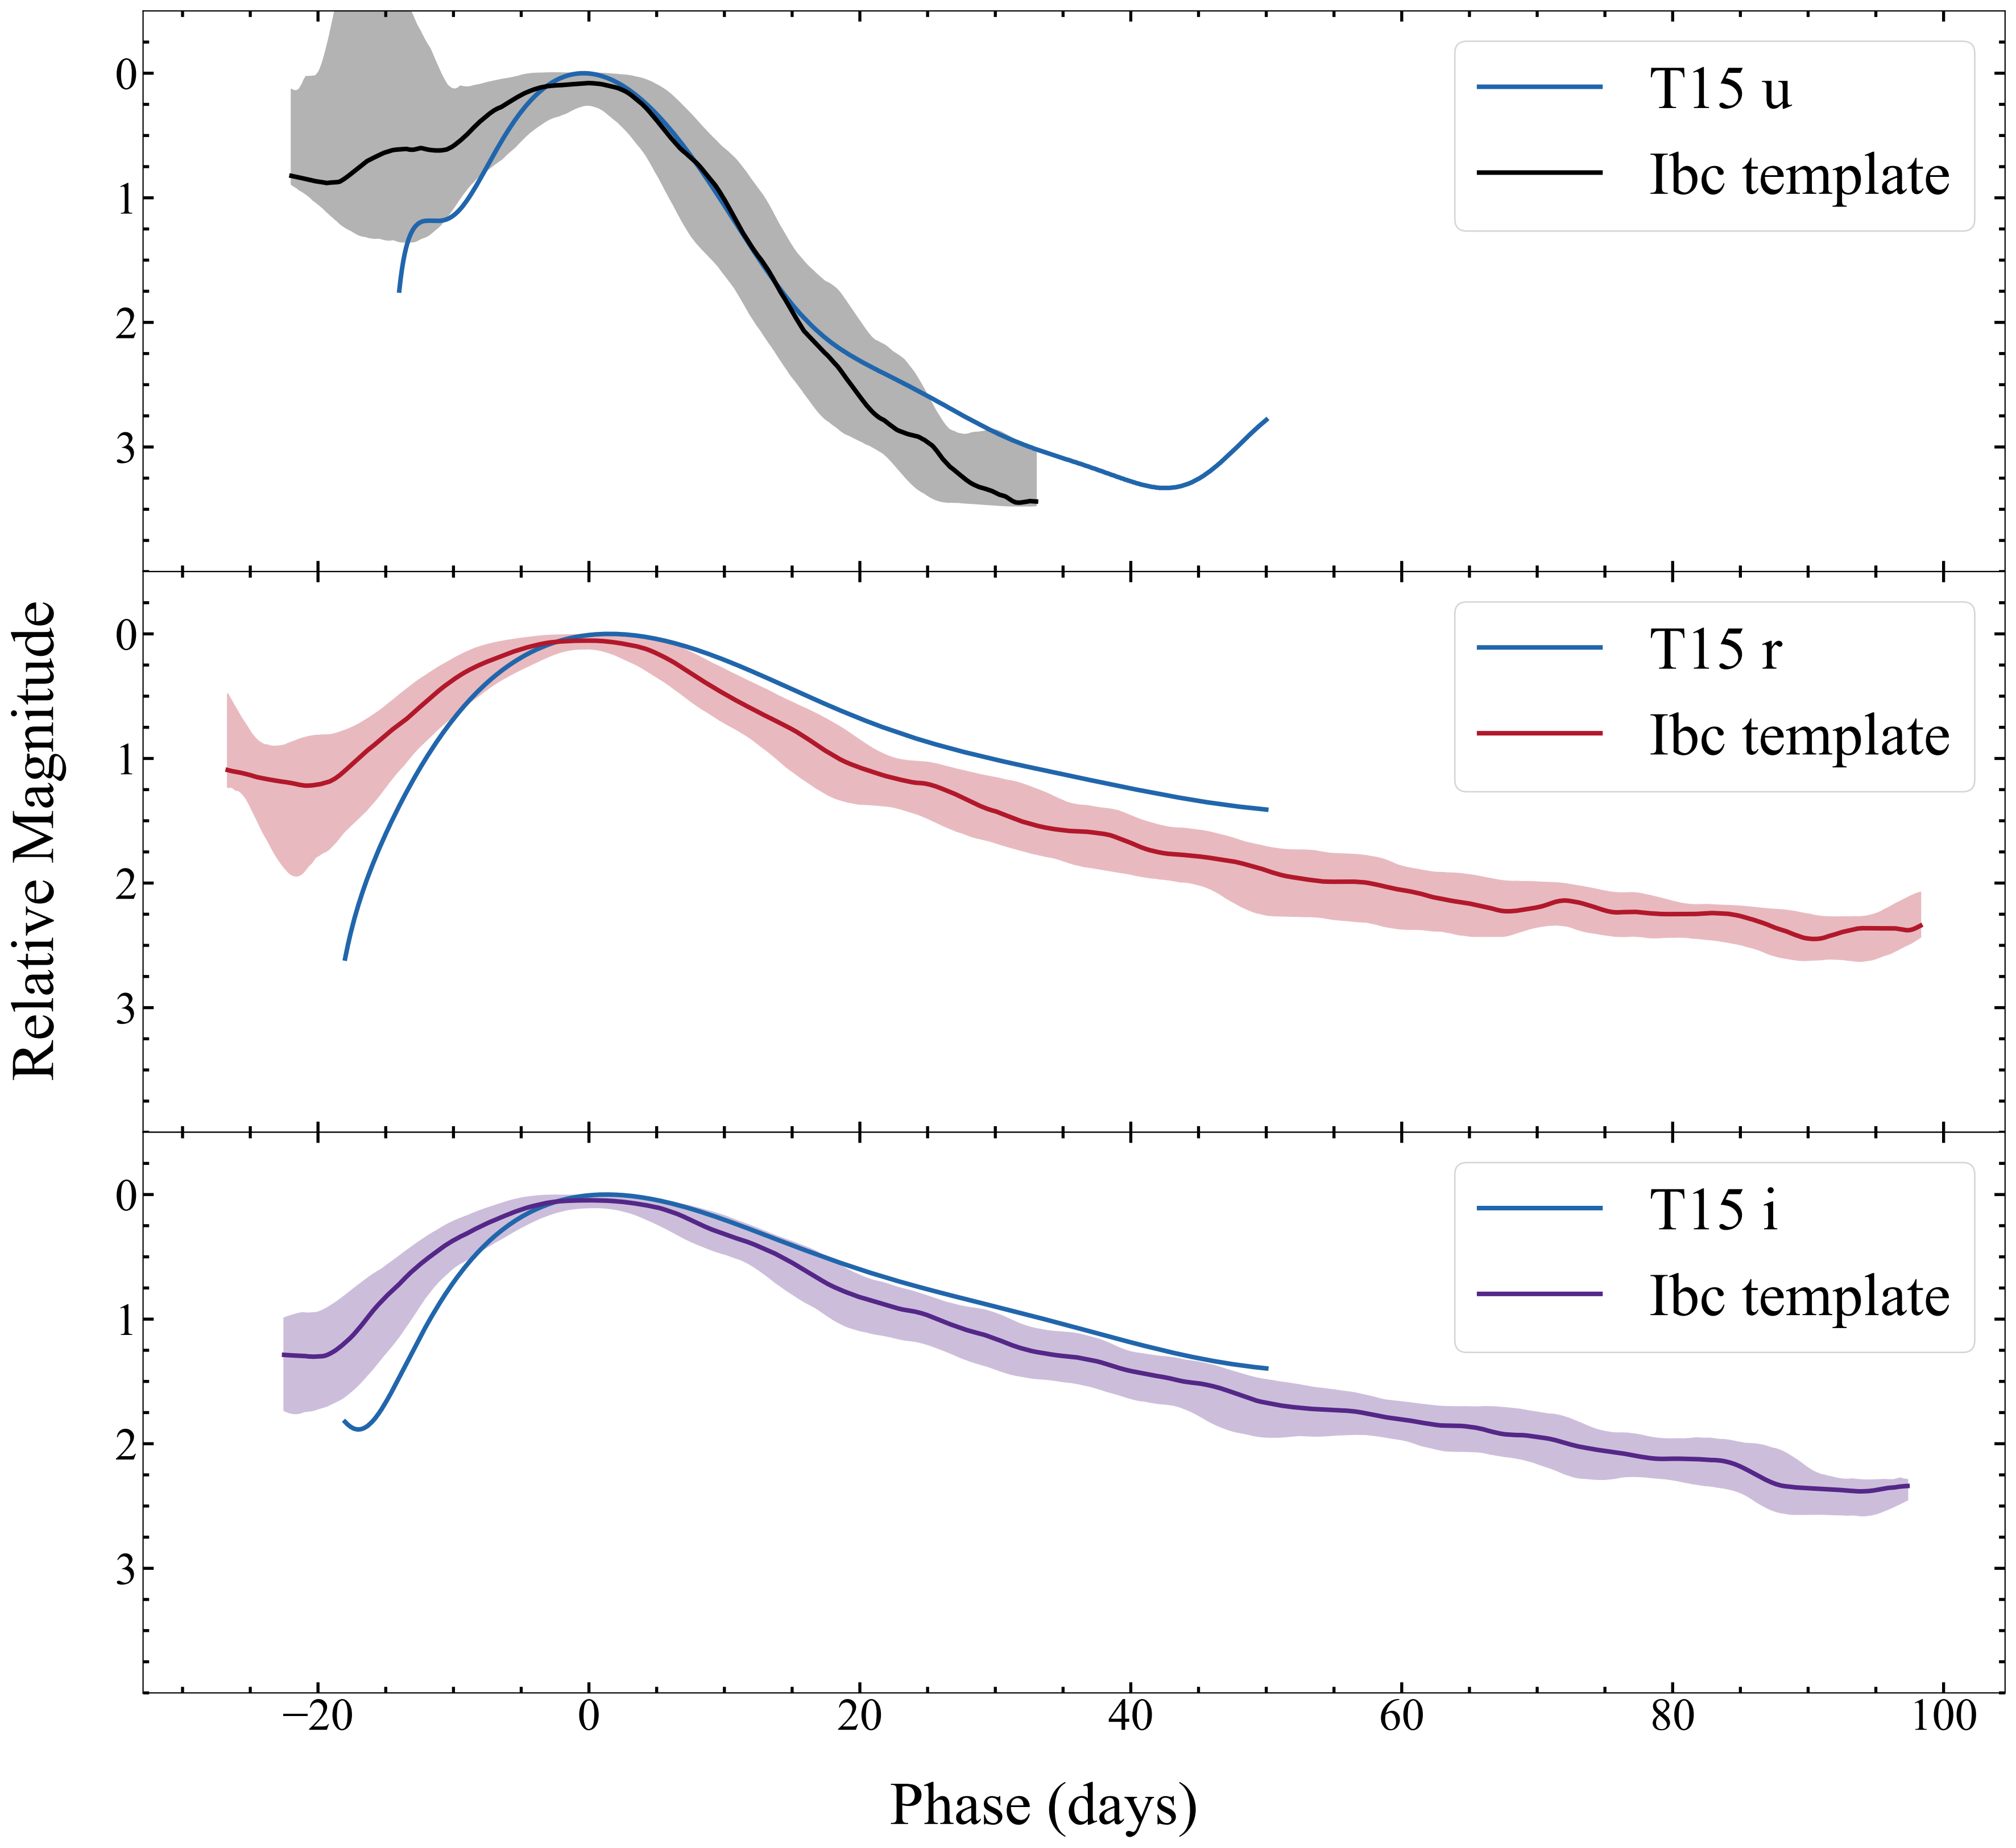 0
1
2
3
T15 u
Ibc template
Relative Magnitude
0
1
2
3
T15 r
Ibc template
0
1
2
3
T15 i
Ibc template
−20 0 20 40 60 80 100
Phase (days)